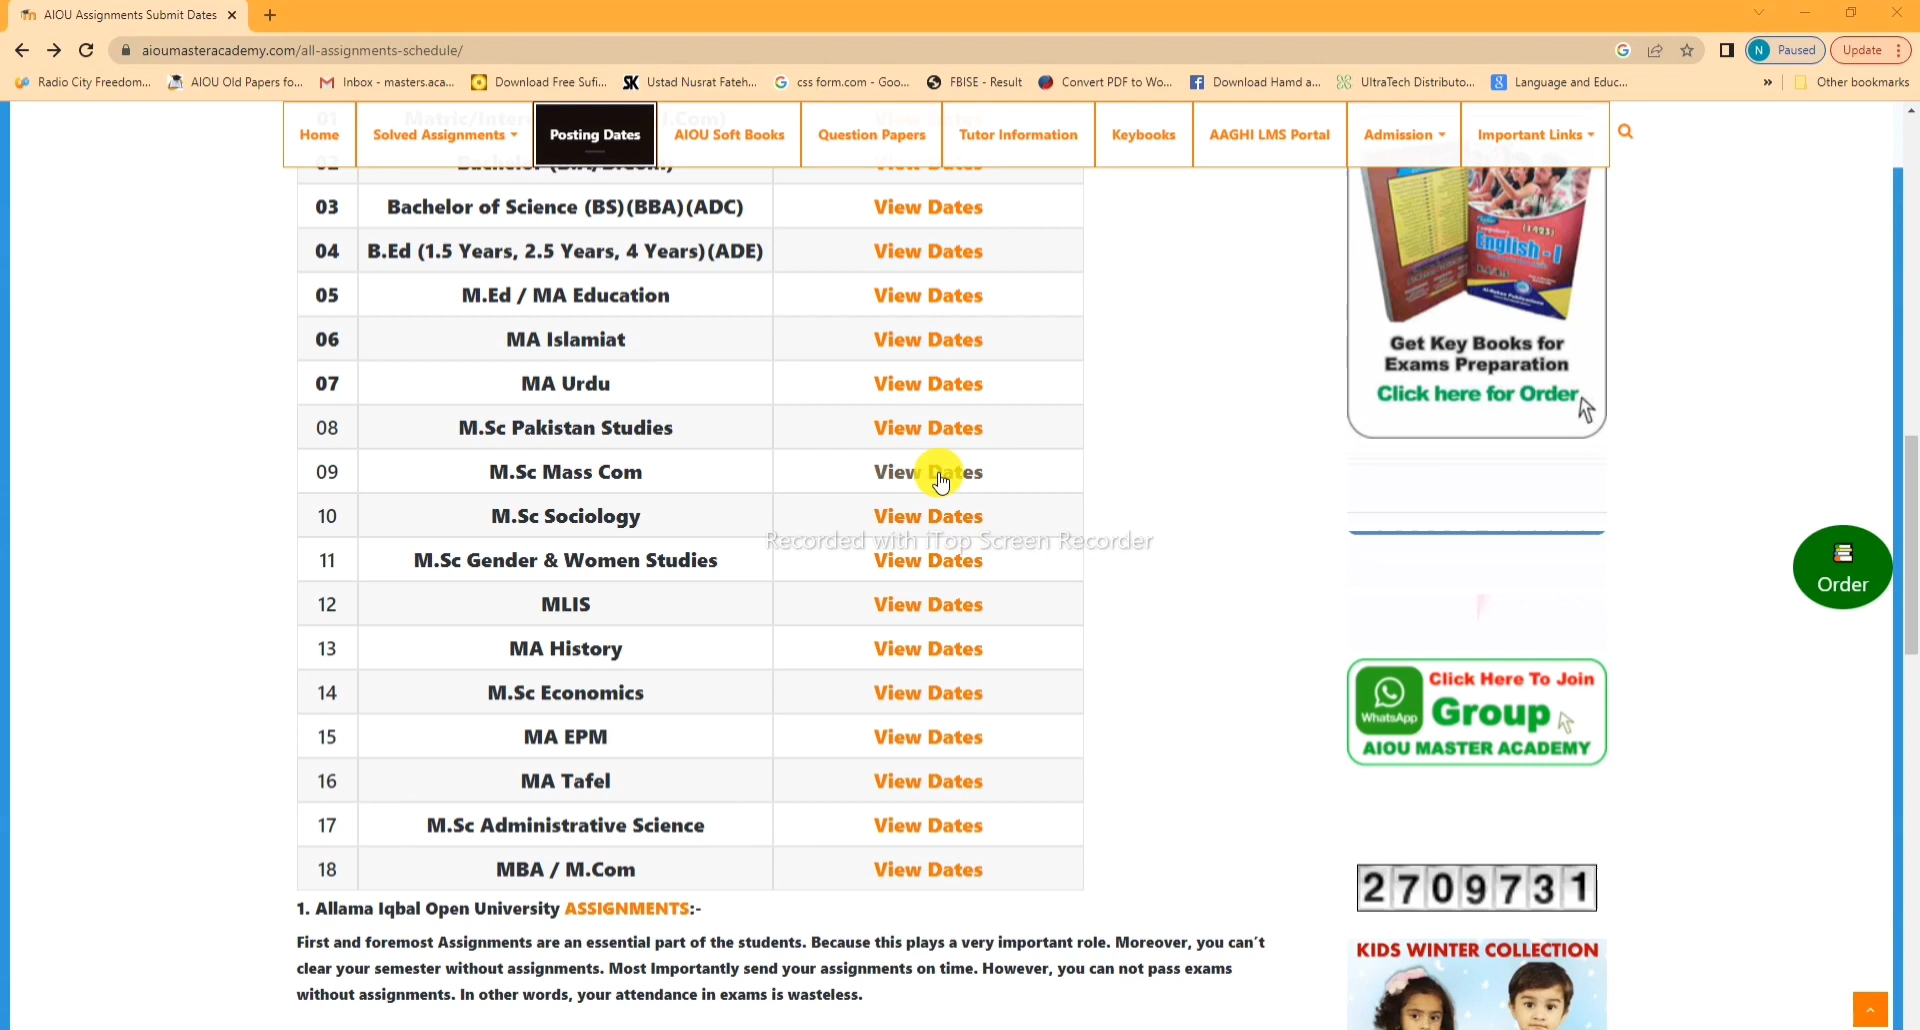 AIOU Assignments Submit Dates
aioumasteracademy.com/all-assignments-schedule/
N Paused
Update
Radio City Freedom...
AIOU Old Papers fo...
Inbox - masters.aca...
Download Free Sufi...
Ustad Nusrat Fateh...
css form.com - Goo...
FBISE - Result
Convert PDF to Wo...
Download Hamd a...
UltraTech Distributo...
Language and Educ...
Other bookmarks
Home
Solved Assignments
Posting Dates
AIOU Soft Books
Question Papers
Tutor Information
Keybooks
AAGHI LMS Portal
Admission
Important Links
03 Bachelor of Science (BS)(BBA)(ADC) View Dates
04 B.Ed (1.5 Years, 2.5 Years, 4 Years)(ADE) View Dates
05 M.Ed / MA Education View Dates
06 MA Islamiat View Dates
07 MA Urdu View Dates
08 M.Sc Pakistan Studies View Dates
09 M.Sc Mass Com View Dates
10 M.Sc Sociology View Dates
Recorded with iTop Screen Recorder
11 M.Sc Gender & Women Studies View Dates
12 MLIS View Dates
13 MA History View Dates
14 M.Sc Economics View Dates
15 MA EPM View Dates
16 MA Tafel View Dates
17 M.Sc Administrative Science View Dates
18 MBA / M.Com View Dates
1. Allama Iqbal Open University ASSIGNMENTS:-
First and foremost Assignments are an essential part of the students. Because this plays a very important role. Moreover, you can't
clear your semester without assignments. Most Importantly send your assignments on time. However, you can not pass exams
without assignments. In other words, your attendance in exams is wasteless.
(1423)
English - I
Get Key Books for
Exams Preparation
Click here for Order
Order
Click Here To Join
WhatsApp Group
AIOU MASTER ACADEMY
2709731
KIDS WINTER COLLECTION